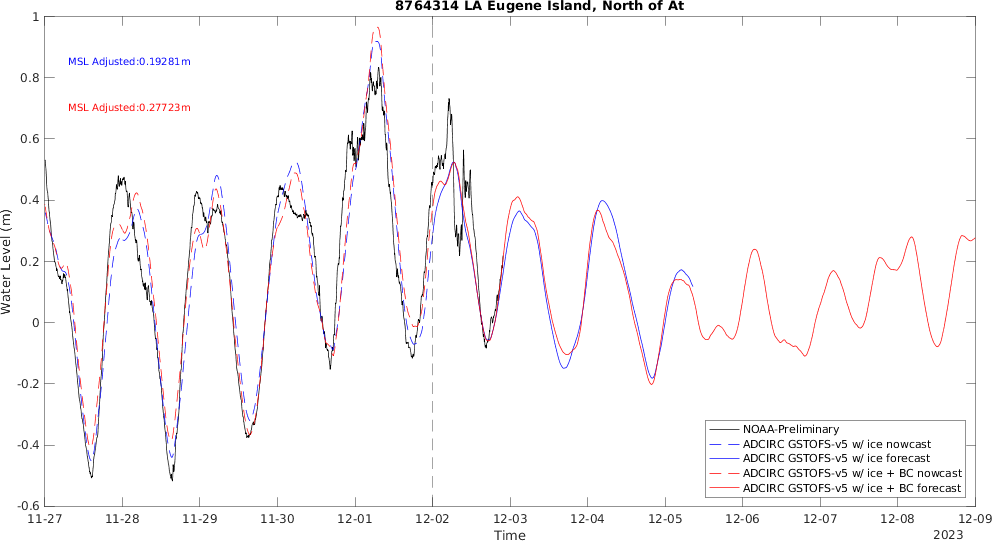 8764314 LA Eugene Island, North of At
MSL Adjusted:0.19281m
MSL Adjusted:0.27723m
Water Level (m)
1
0.8
0.6
0.4
0.2
0
-0.2
-0.4
-0.6
NOAA-Preliminary
ADCIRC GSTOFS-v5 w/ ice nowcast
ADCIRC GSTOFS-v5 w/ ice forecast
ADCIRC GSTOFS-v5 w/ ice + BC nowcast
ADCIRC GSTOFS-v5 w/ ice + BC forecast
11-27 11-28 11-29 11-30 12-01 12-02 12-03 12-04 12-05 12-06 12-07 12-08 12-09
Time
2023